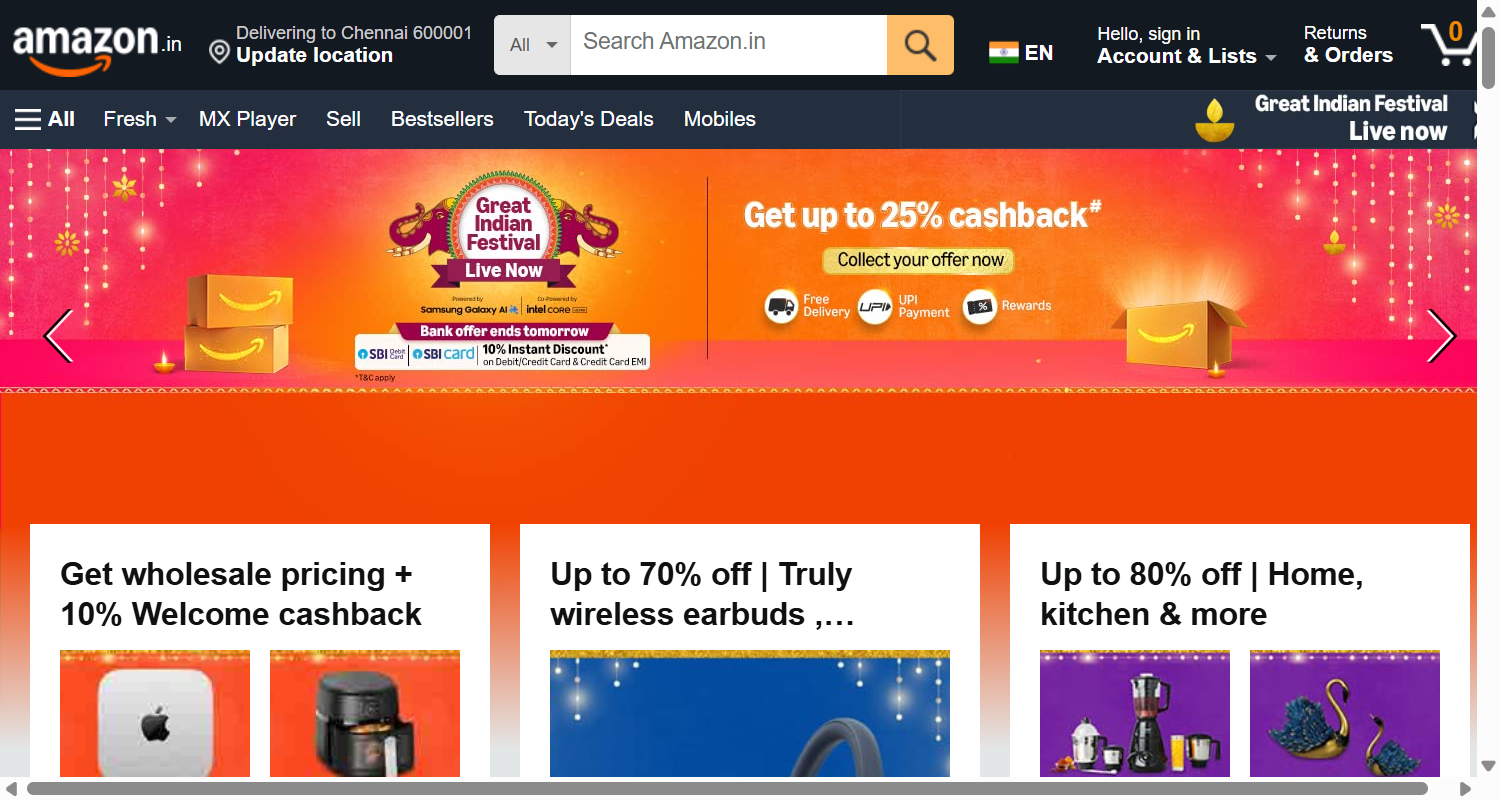 amazon.in
Delivering to Chennai 600001
Update location
All
Search Amazon.in
EN
Hello, sign in
Account & Lists
Returns
& Orders
0
All
Fresh
MX Player
Sell
Bestsellers
Today's Deals
Mobiles
Great Indian Festival
Live now
Great
Indian
Festival
Live Now
Powered by
Samsung Galaxy AI
Co-Powered by
intel CORE ULTRA
Bank offer ends tomorrow
SBI Debit Card
SBI card
10% Instant Discount*
on Debit/Credit Card & Credit Card EMI
*T&C apply
Get up to 25% cashback#
Collect your offer now
Free
Delivery
UPI
UPI
Payment
%
Rewards
Get wholesale pricing +
10% Welcome cashback
Up to 70% off | Truly
wireless earbuds ,…
Up to 80% off | Home,
kitchen & more